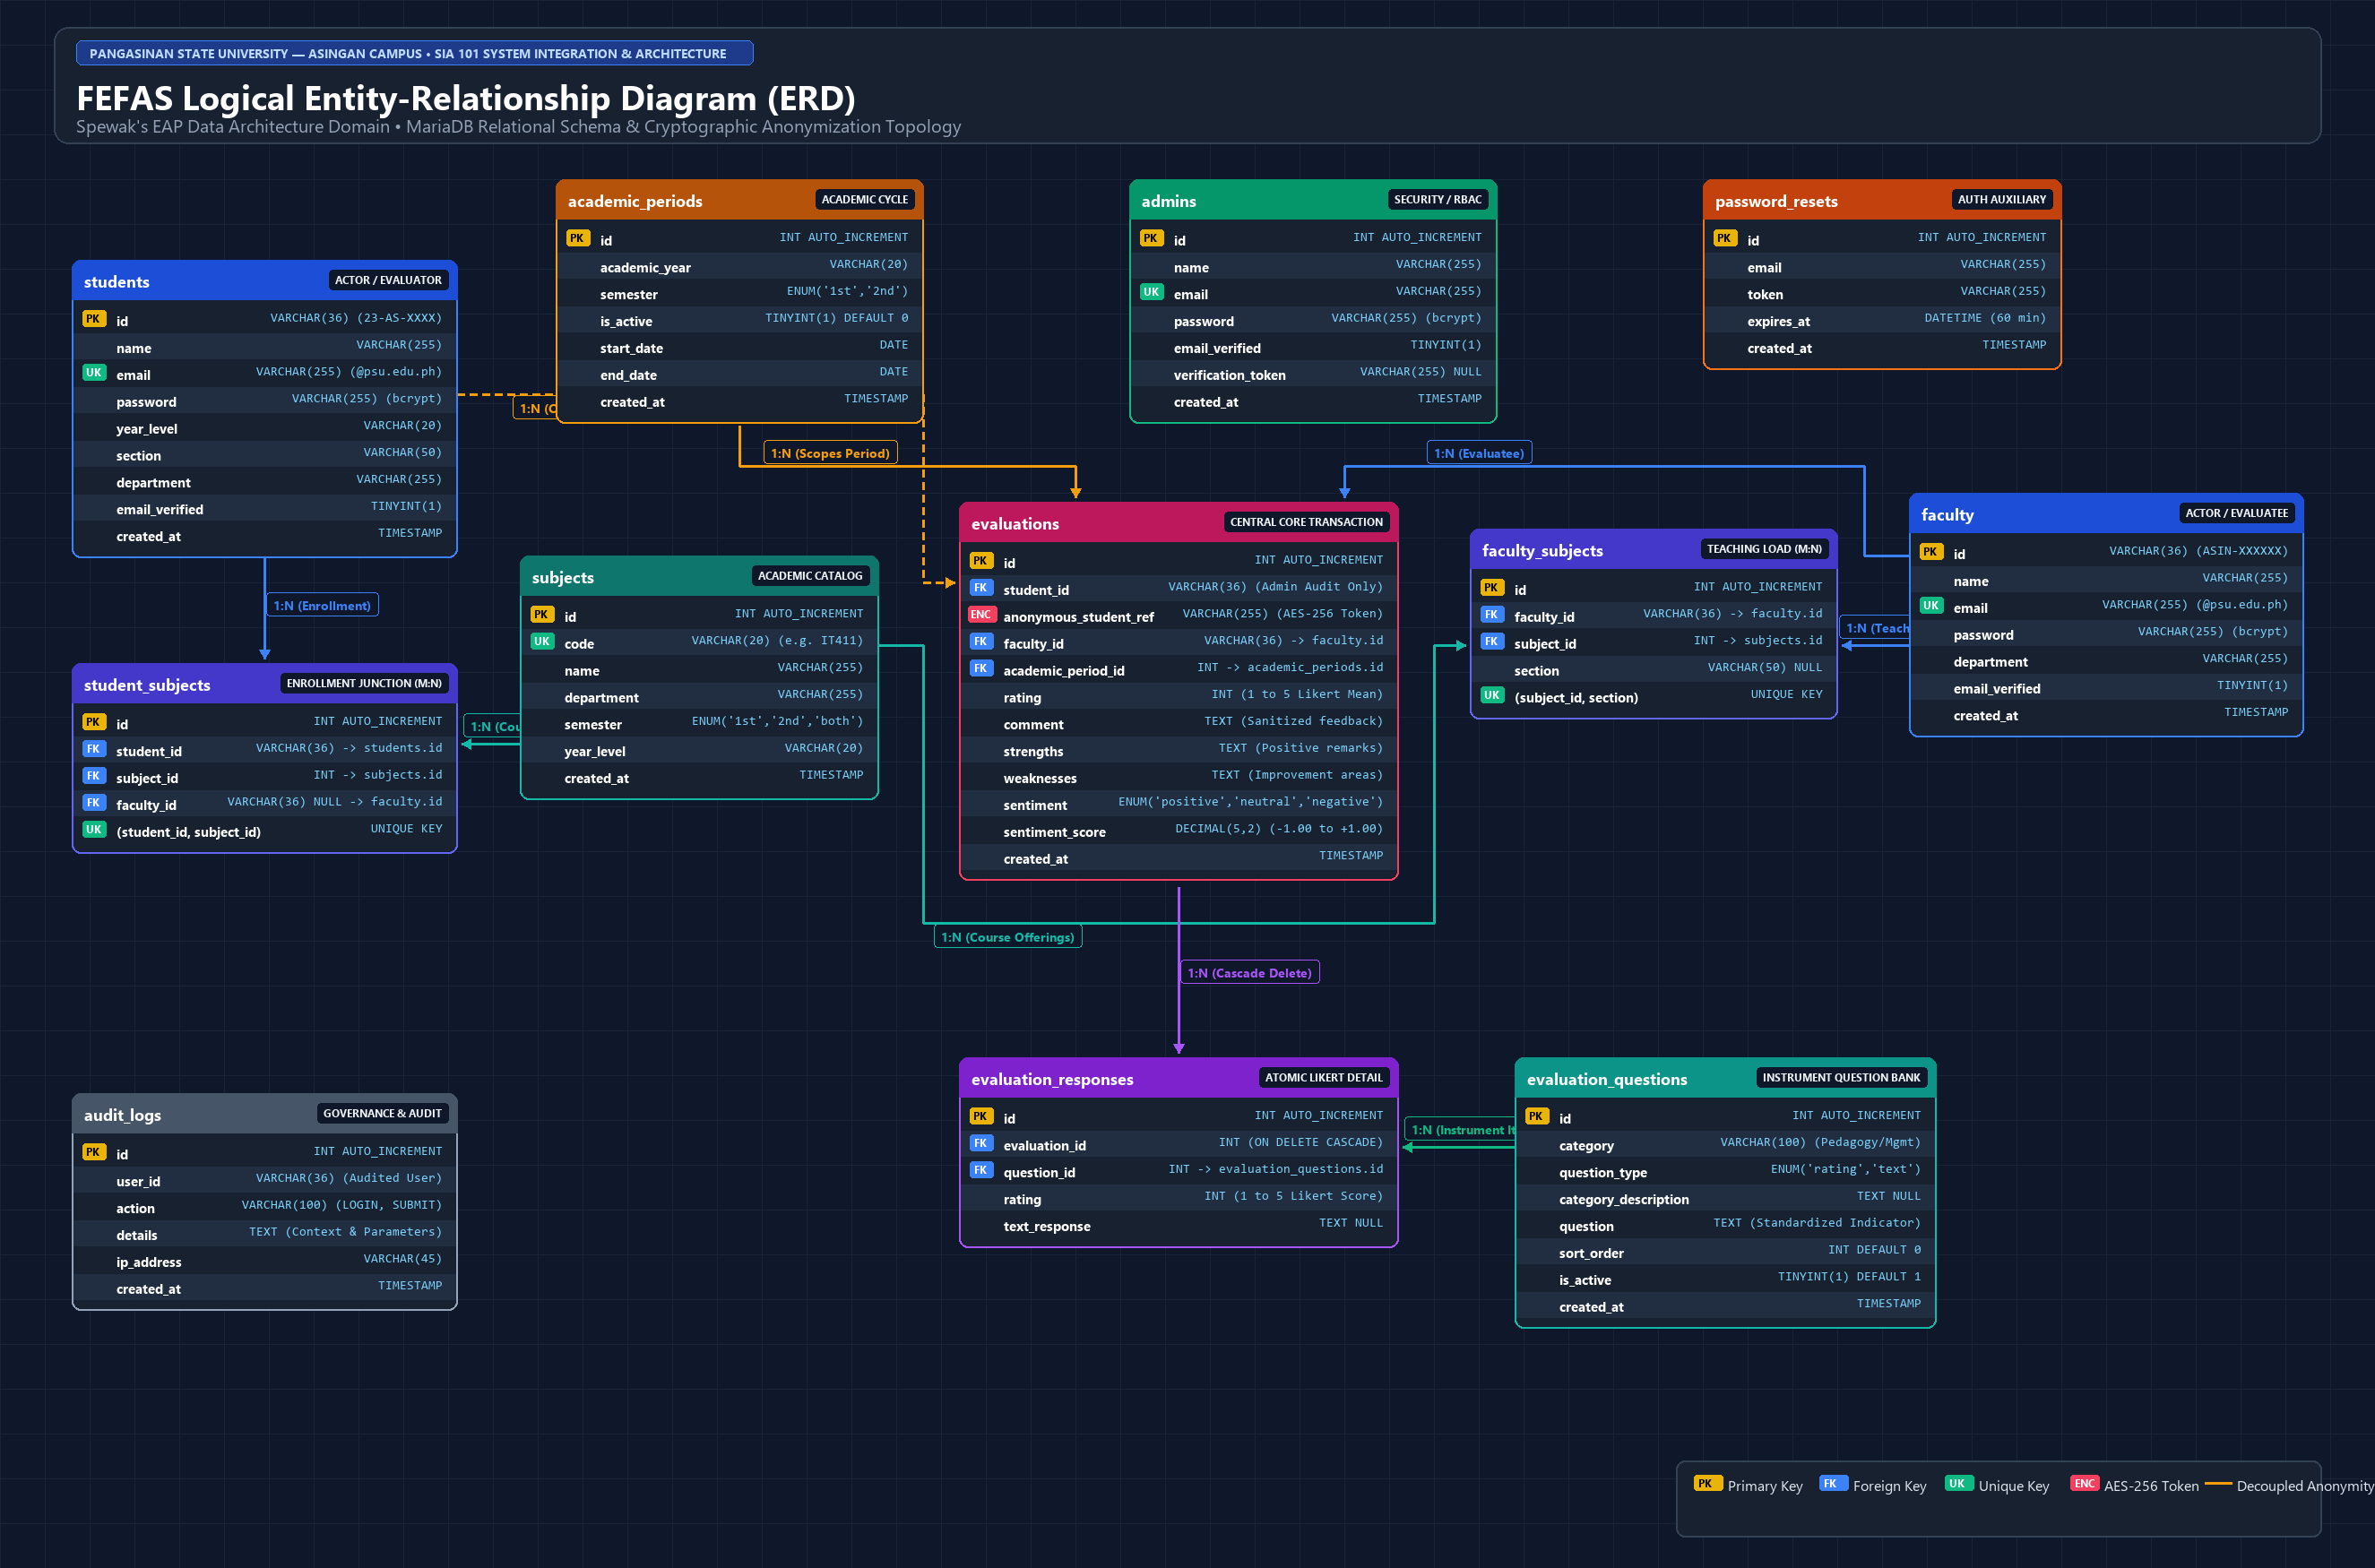 PANGASINAN STATE UNIVERSITY — ASINGAN CAMPUS • SIA 101 SYSTEM INTEGRATION & ARCHITECTURE
FEFAS Logical Entity-Relationship Diagram (ERD)
Spewak's EAP Data Architecture Domain • MariaDB Relational Schema & Cryptographic Anonymization Topology
academic_periods ACADEMIC CYCLE
PK id INT AUTO_INCREMENT
academic_year VARCHAR(20)
semester ENUM('1st','2nd')
is_active TINYINT(1) DEFAULT 0
start_date DATE
end_date DATE
created_at TIMESTAMP
admins SECURITY / RBAC
PK id INT AUTO_INCREMENT
name VARCHAR(255)
UK email VARCHAR(255)
password VARCHAR(255) (bcrypt)
email_verified TINYINT(1)
verification_token VARCHAR(255) NULL
created_at TIMESTAMP
password_resets AUTH AUXILIARY
PK id INT AUTO_INCREMENT
email VARCHAR(255)
token VARCHAR(255)
expires_at DATETIME (60 min)
created_at TIMESTAMP
students ACTOR / EVALUATOR
PK id VARCHAR(36) (23-AS-XXXX)
name VARCHAR(255)
UK email VARCHAR(255) (@psu.edu.ph)
password VARCHAR(255) (bcrypt)
year_level VARCHAR(20)
section VARCHAR(50)
department VARCHAR(255)
email_verified TINYINT(1)
created_at TIMESTAMP
1:N (C
1:N (Scopes Period)
1:N (Evaluatee)
1:N (Enrollment)
subjects ACADEMIC CATALOG
PK id INT AUTO_INCREMENT
UK code VARCHAR(20) (e.g. IT411)
name VARCHAR(255)
department VARCHAR(255)
semester ENUM('1st','2nd','both')
year_level VARCHAR(20)
created_at TIMESTAMP
evaluations CENTRAL CORE TRANSACTION
PK id INT AUTO_INCREMENT
FK student_id VARCHAR(36) (Admin Audit Only)
ENC anonymous_student_ref VARCHAR(255) (AES-256 Token)
FK faculty_id VARCHAR(36) -> faculty.id
FK academic_period_id INT -> academic_periods.id
rating INT (1 to 5 Likert Mean)
comment TEXT (Sanitized feedback)
strengths TEXT (Positive remarks)
weaknesses TEXT (Improvement areas)
sentiment ENUM('positive','neutral','negative')
sentiment_score DECIMAL(5,2) (-1.00 to +1.00)
created_at TIMESTAMP
faculty_subjects TEACHING LOAD (M:N)
PK id INT AUTO_INCREMENT
FK faculty_id VARCHAR(36) -> faculty.id
FK subject_id INT -> subjects.id
section VARCHAR(50) NULL
UK (subject_id, section) UNIQUE KEY
1:N (Teach
faculty ACTOR / EVALUATEE
PK id VARCHAR(36) (ASIN-XXXXXX)
name VARCHAR(255)
UK email VARCHAR(255) (@psu.edu.ph)
password VARCHAR(255) (bcrypt)
department VARCHAR(255)
email_verified TINYINT(1)
created_at TIMESTAMP
student_subjects ENROLLMENT JUNCTION (M:N)
PK id INT AUTO_INCREMENT
FK student_id VARCHAR(36) -> students.id
FK subject_id INT -> subjects.id
FK faculty_id VARCHAR(36) NULL -> faculty.id
UK (student_id, subject_id) UNIQUE KEY
1:N (Cou
1:N (Course Offerings)
1:N (Cascade Delete)
audit_logs GOVERNANCE & AUDIT
PK id INT AUTO_INCREMENT
user_id VARCHAR(36) (Audited User)
action VARCHAR(100) (LOGIN, SUBMIT)
details TEXT (Context & Parameters)
ip_address VARCHAR(45)
created_at TIMESTAMP
evaluation_responses ATOMIC LIKERT DETAIL
PK id INT AUTO_INCREMENT
FK evaluation_id INT (ON DELETE CASCADE)
FK question_id INT -> evaluation_questions.id
rating INT (1 to 5 Likert Score)
text_response TEXT NULL
1:N (Instrument It
evaluation_questions INSTRUMENT QUESTION BANK
PK id INT AUTO_INCREMENT
category VARCHAR(100) (Pedagogy/Mgmt)
question_type ENUM('rating','text')
category_description TEXT NULL
question TEXT (Standardized Indicator)
sort_order INT DEFAULT 0
is_active TINYINT(1) DEFAULT 1
created_at TIMESTAMP
PK Primary Key FK Foreign Key UK Unique Key ENC AES-256 Token Decoupled Anonymity